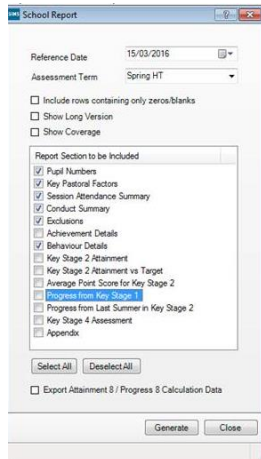 SIMS School Report
Reference Date 15/03/2016
Assessment Term Spring HT
Include rows containing only zeros/blanks
Show Long Version
Show Coverage
Report Section to be Included
Pupil Numbers
Key Pastoral Factors
Session Attendance Summary
Conduct Summary
Exclusions
Achievement Details
Behaviour Details
Key Stage 2 Attainment
Key Stage 2 Attainment vs Target
Average Point Score for Key Stage 2
Progress from Key Stage 1
Progress from Last Summer in Key Stage 2
Key Stage 4 Assessment
Appendix
Select All Deselect All
Export Attainment 8 / Progress 8 Calculation Data
Generate Close